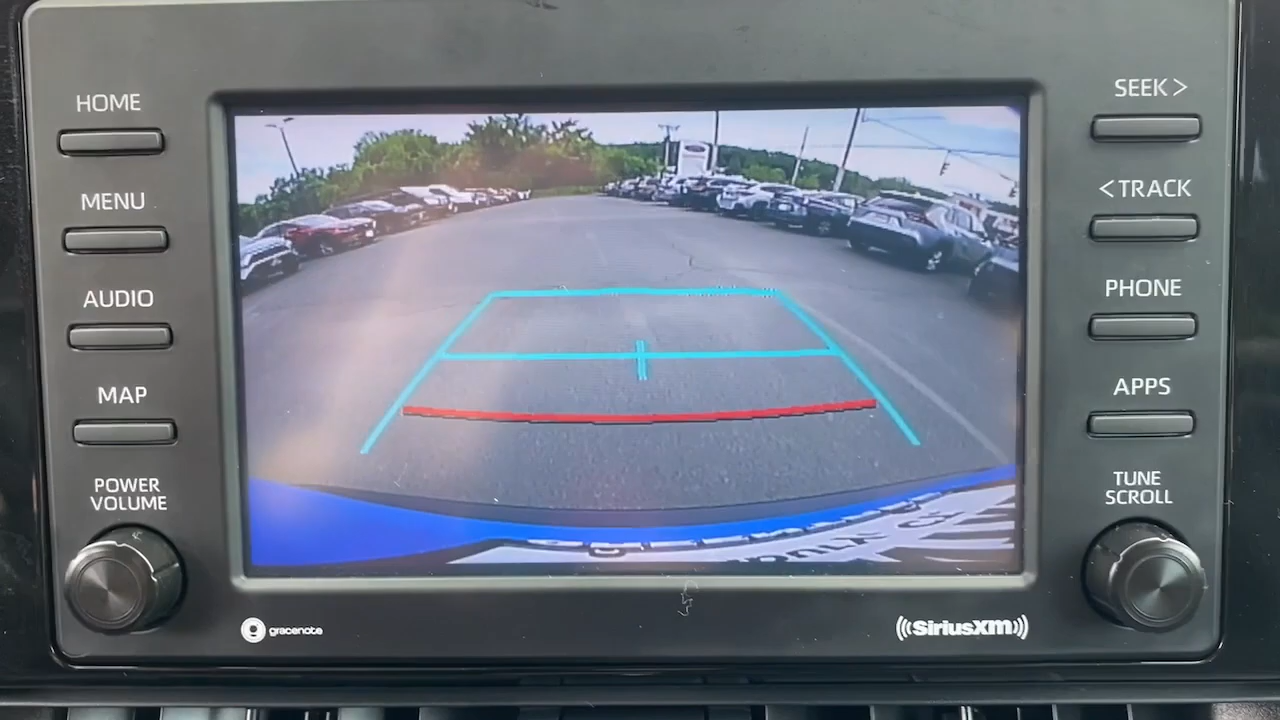 HOME
MENU
AUDIO
MAP
POWER
VOLUME
SEEK >
< TRACK
PHONE
APPS
TUNE
SCROLL
gracenote
((SiriusXM))